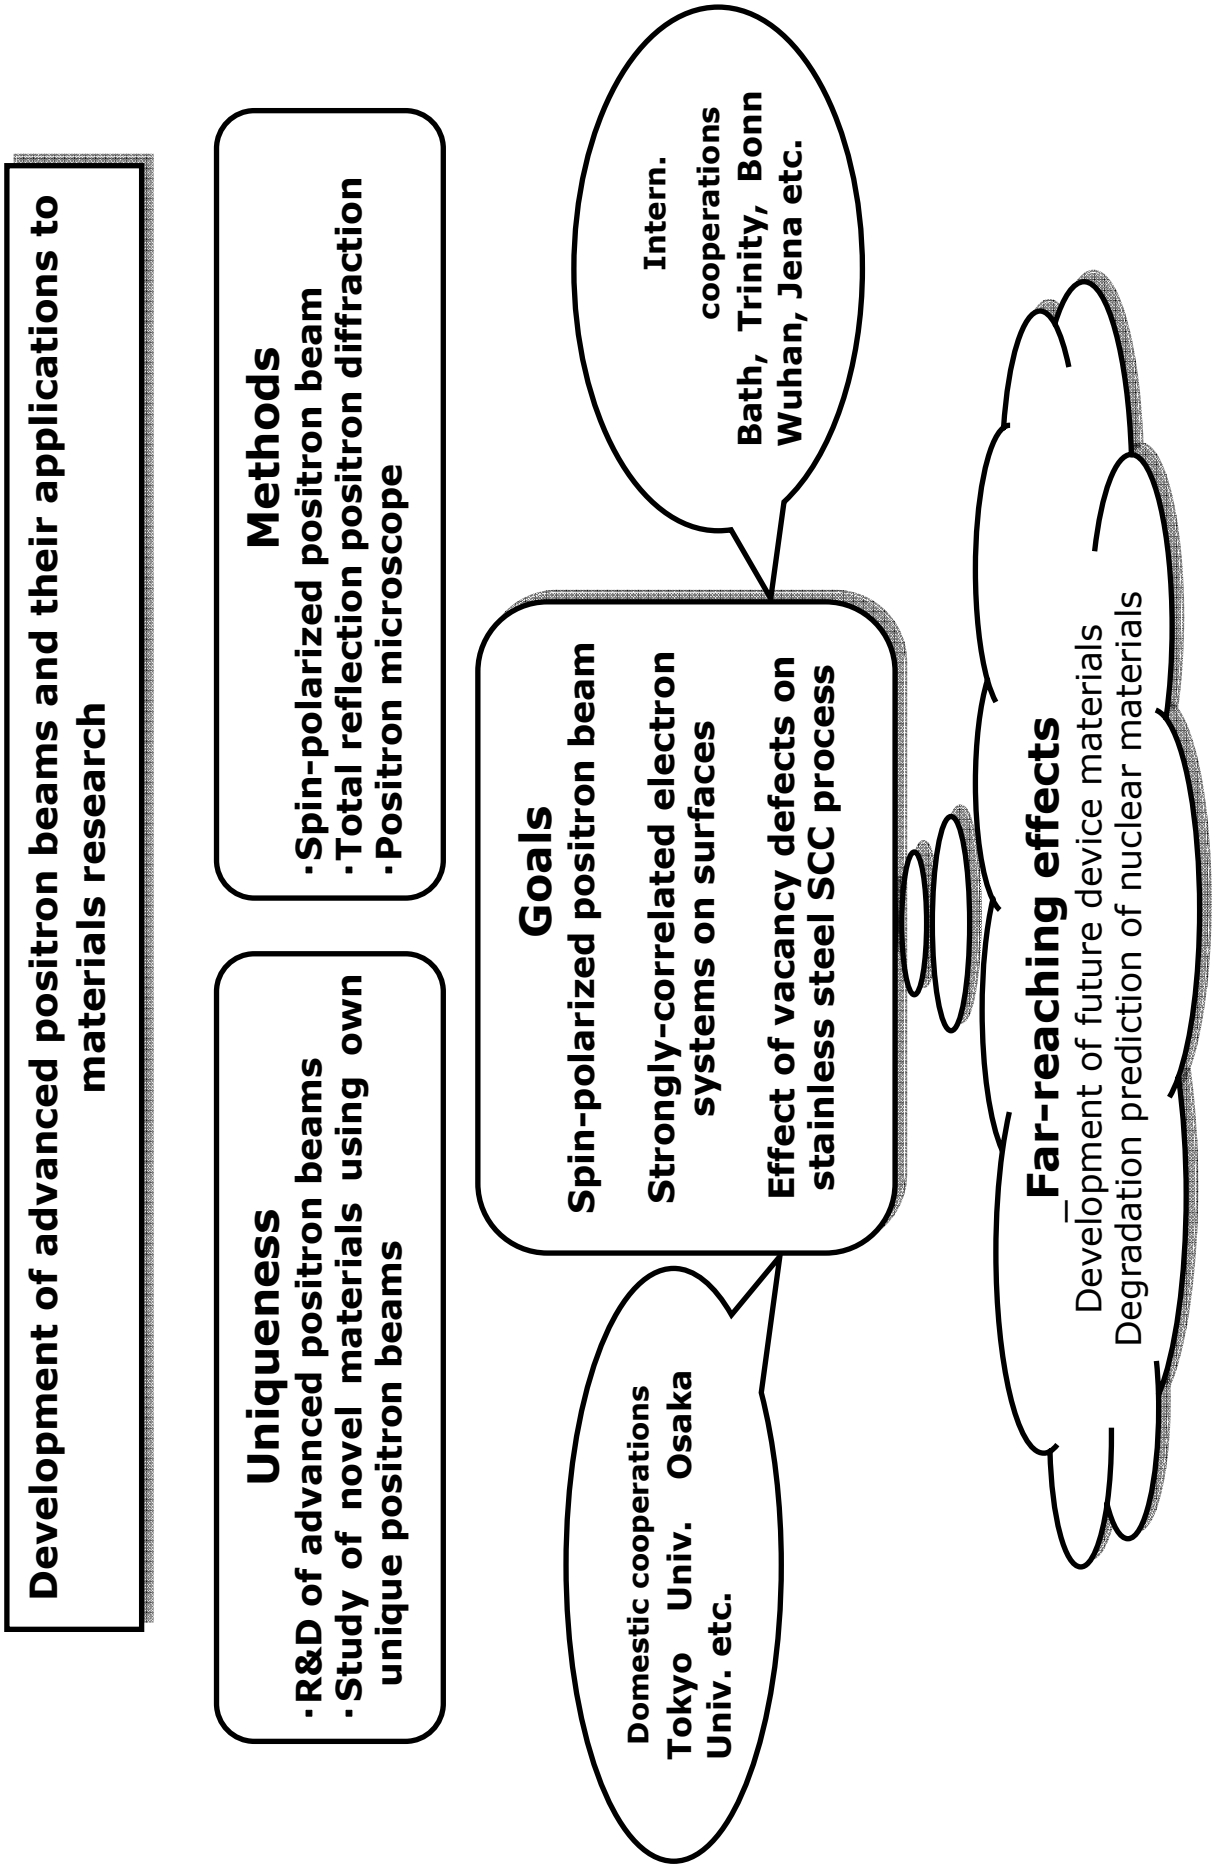 Development of advanced positron beams and their applications to
materials research
Uniqueness
・R&D of advanced positron beams
・Study of novel materials using own
unique positron beams
Methods
・Spin-polarized positron beam
・Total reflection positron diffraction
・Positron microscope
Goals
Spin-polarized positron beam
Strongly-correlated electron
systems on surfaces
Effect of vacancy defects on
stainless steel SCC process
Domestic cooperations
Tokyo Univ. Osaka
Univ. etc.
Intern.
cooperations
Bath, Trinity, Bonn
Wuhan, Jena etc.
Far-reaching effects
Development of future device materials
Degradation prediction of nuclear materials